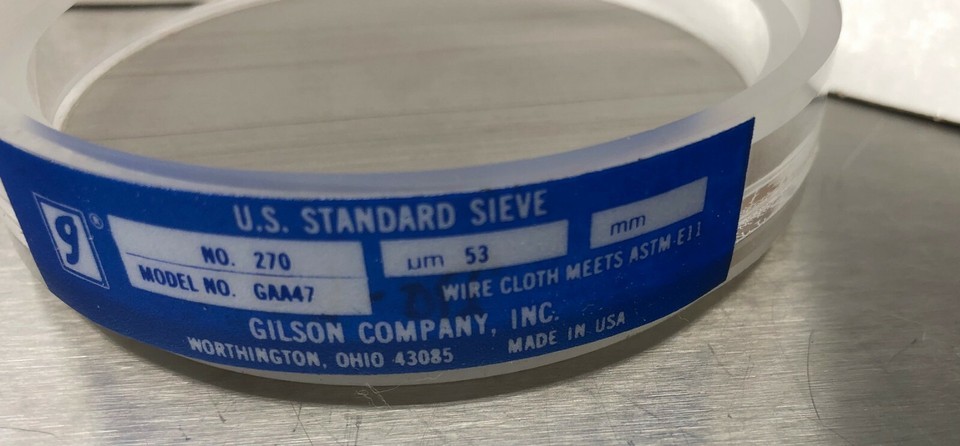 g®
U.S. STANDARD SIEVE
NO. 270
µm 53
mm
MODEL NO. GAA47
WIRE CLOTH MEETS ASTM-E11
GILSON COMPANY, INC.
WORTHINGTON, OHIO 43085
MADE IN USA